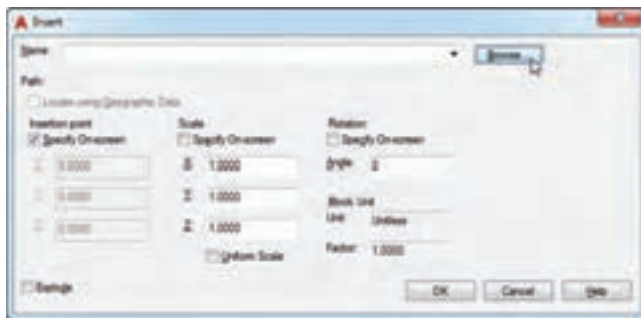 A Insert
Name: Browse...
Path:
Locate using Geographic Data
Insertion point Scale Rotation
Specify On-screen Specify On-screen Specify On-screen
X: 0.0000 X: 1.0000 Angle: 0
Y: 0.0000 Y: 1.0000 Block Unit
Unit: Unitless
Z: 0.0000 Z: 1.0000
Uniform Scale Factor: 1.0000
Explode OK Cancel Help